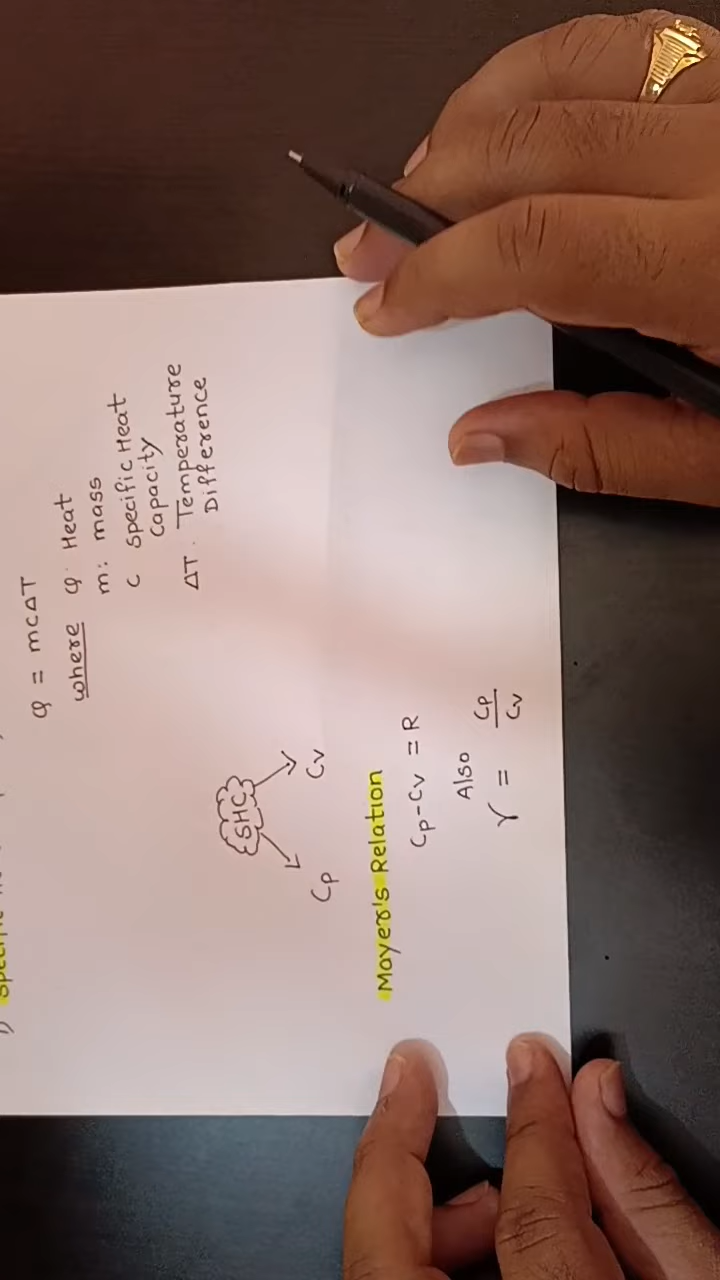 Q = mcΔT
where Q. Heat
m: mass
C Specific Heat
Capacity
ΔT. Temperature
Difference
SHC
Cp Cv
Mayer's Relation
Cp - Cv = R
Also
γ = Cp/Cv